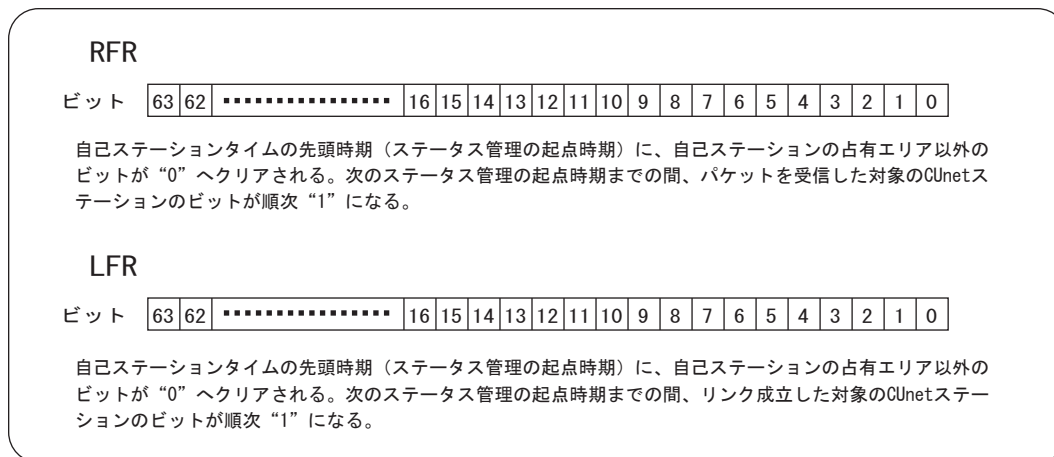 RFR
ビット 63 62 ················ 16 15 14 13 12 11 10 9 8 7 6 5 4 3 2 1 0
自己ステーションタイムの先頭時期（ステータス管理の起点時期）に、自己ステーションの占有エリア以外の
ビットが“0”へクリアされる。次のステータス管理の起点時期までの間、パケットを受信した対象のCUnetス
テーションのビットが順次“1”になる。
LFR
ビット 63 62 ················ 16 15 14 13 12 11 10 9 8 7 6 5 4 3 2 1 0
自己ステーションタイムの先頭時期（ステータス管理の起点時期）に、自己ステーションの占有エリア以外の
ビットが“0”へクリアされる。次のステータス管理の起点時期までの間、リンク成立した対象のCUnetステー
ションのビットが順次“1”になる。